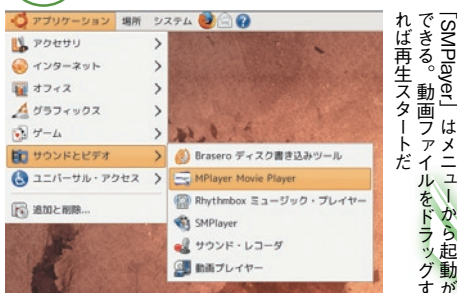 アプリケーション 場所 システム
アクセサリ
インターネット
オフィス
グラフィックス
ゲーム
サウンドとビデオ
ユニバーサル・アクセス
追加と削除...
Brasero ディスク書き込みツール
MPlayer Movie Player
Rhythmbox ミュージック・プレイヤー
SMPlayer
サウンド・レコーダ
動画プレイヤー
「SMPlayer」はメニューから起動が
できる。動画ファイルをドラッグす
れば再生スタートだ